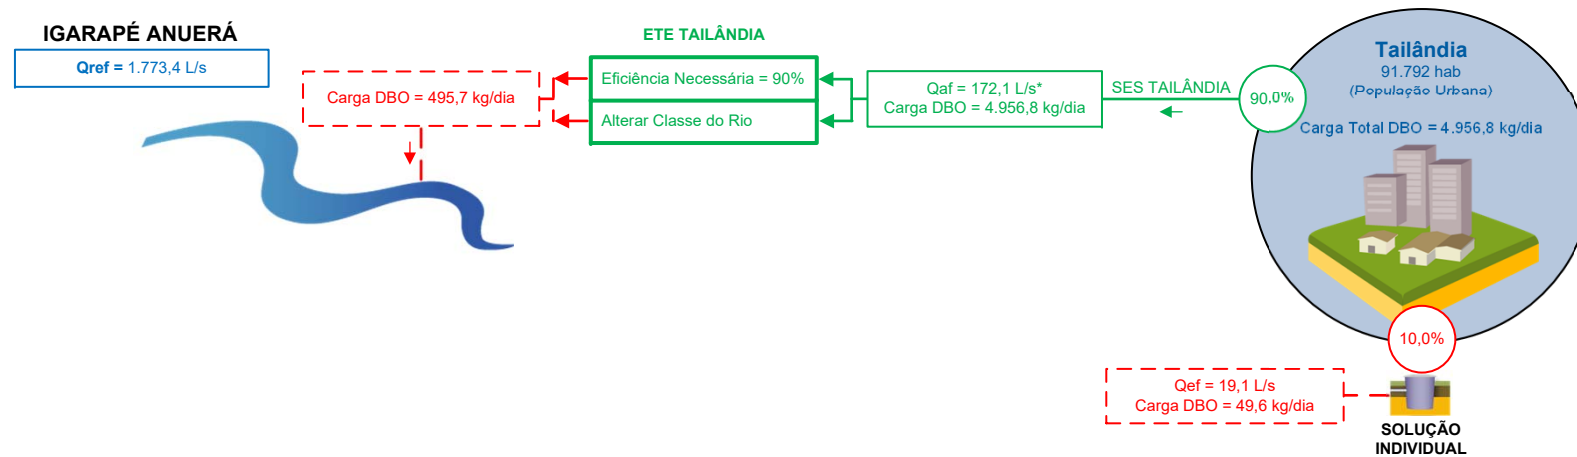 IGARAPÉ ANUERÁ
Qref = 1.773,4 L/s
Carga DBO = 495,7 kg/dia
ETE TAILÂNDIA
Eficiência Necessária = 90%
Alterar Classe do Rio
Qaf = 172,1 L/s*
Carga DBO = 4.956,8 kg/dia
SES TAILÂNDIA
90,0%
Tailândia
91.792 hab
(População Urbana)
Carga Total DBO = 4.956,8 kg/dia
10,0%
Qef = 19,1 L/s
Carga DBO = 49,6 kg/dia
SOLUÇÃO
INDIVIDUAL